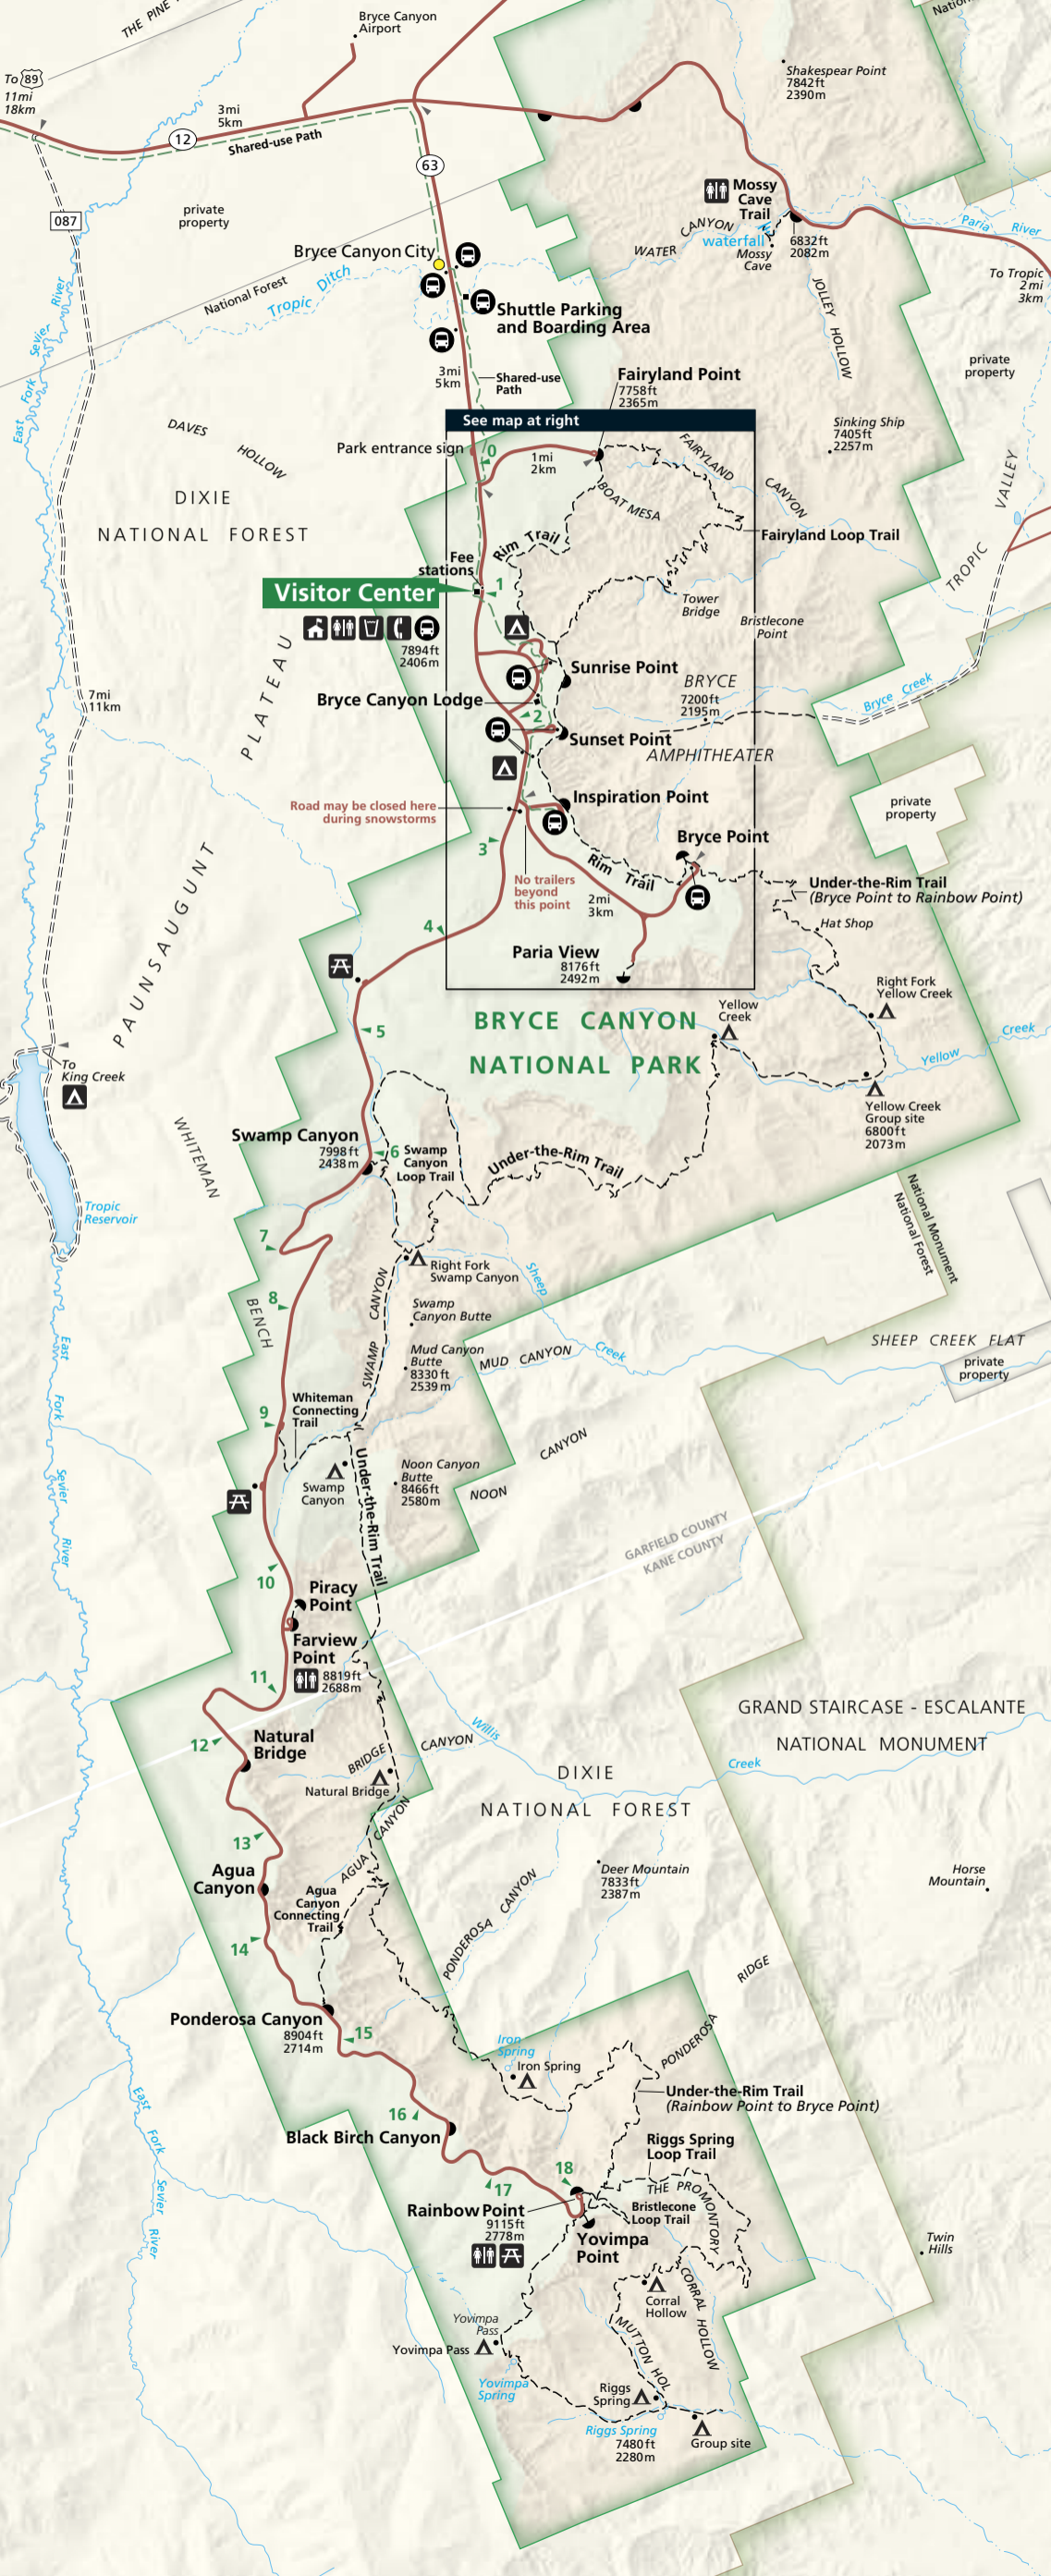 THE PINE
Bryce Canyon
Airport
Nation
To 89
11mi
18km
3mi
5km
12
Shared-use Path
63
Shakespear Point
7842ft
2390m
087
private
property
Mossy
Cave
Trail
WATER CANYON
waterfall
Mossy
Cave
6832ft
2082m
Paria River
Bryce Canyon City
National Forest
Tropic Ditch
Shuttle Parking
and Boarding Area
To Tropic
2mi
3km
JOLLEY HOLLOW
East Fork Sevier River
3mi
5km
Shared-use
Path
Fairyland Point
7758ft
2365m
private
property
See map at right
DAVES HOLLOW
Park entrance sign
0
1mi
2km
FAIRYLAND CANYON
Sinking Ship
7405ft
2257m
DIXIE
NATIONAL FOREST
BOAT MESA
Rim Trail
Fairyland Loop Trail
TROPIC VALLEY
Fee
stations
Visitor Center
1
7894ft
2406m
Tower
Bridge
Bristlecone
Point
Sunrise Point
BRYCE
7200ft
2195m
Bryce Creek
Bryce Canyon Lodge
2
Sunset Point
AMPHITHEATER
7mi
11km
PAUNSAUGUNT PLATEAU
Inspiration Point
Road may be closed here
during snowstorms
private
property
3
Bryce Point
Rim Trail
No trailers
beyond
this point
2mi
3km
Under-the-Rim Trail
(Bryce Point to Rainbow Point)
Hat Shop
4
Paria View
8176ft
2492m
Right Fork
Yellow Creek
Yellow
Creek
BRYCE CANYON
NATIONAL PARK
5
Yellow Creek
To
King Creek
Yellow Creek
Group site
6800ft
2073m
WHITEMAN BENCH
Swamp Canyon
7998ft
2438m
6
Swamp
Canyon
Loop Trail
Under-the-Rim Trail
Tropic
Reservoir
National Monument
National Forest
7
Right Fork
Swamp Canyon
Sheep Creek
8
SWAMP CANYON
Swamp
Canyon Butte
Mud Canyon
Butte
8330ft
2539m
MUD CANYON
SHEEP CREEK FLAT
private
property
East Fork Sevier River
Whiteman
Connecting
Trail
9
Swamp
Canyon
Under-the-Rim Trail
Noon Canyon
Butte
8466ft
2580m
NOON CANYON
GARFIELD COUNTY
KANE COUNTY
10
Piracy
Point
Farview
Point
8819ft
2688m
11
GRAND STAIRCASE - ESCALANTE
NATIONAL MONUMENT
12
Natural
Bridge
BRIDGE CANYON
Willis Creek
Natural Bridge
DIXIE
NATIONAL FOREST
13
AGUA CANYON
Agua
Canyon
Agua
Canyon
Connecting
Trail
Deer Mountain
7833ft
2387m
Horse
Mountain
14
PONDEROSA CANYON
Ponderosa Canyon
8904ft
2714m
15
PONDEROSA RIDGE
Iron
Spring
Iron Spring
Under-the-Rim Trail
(Rainbow Point to Bryce Point)
East Fork Sevier River
16
Black Birch Canyon
Riggs Spring
Loop Trail
17
18
THE PROMONTORY
Rainbow Point
9115ft
2778m
Bristlecone
Loop Trail
Yovimpa
Point
Twin
Hills
Corral
Hollow
CORRAL HOLLOW
Yovimpa
Pass
Yovimpa Pass
MUTTON HOL
Yovimpa
Spring
Riggs
Spring
Riggs Spring
7480ft
2280m
Group site